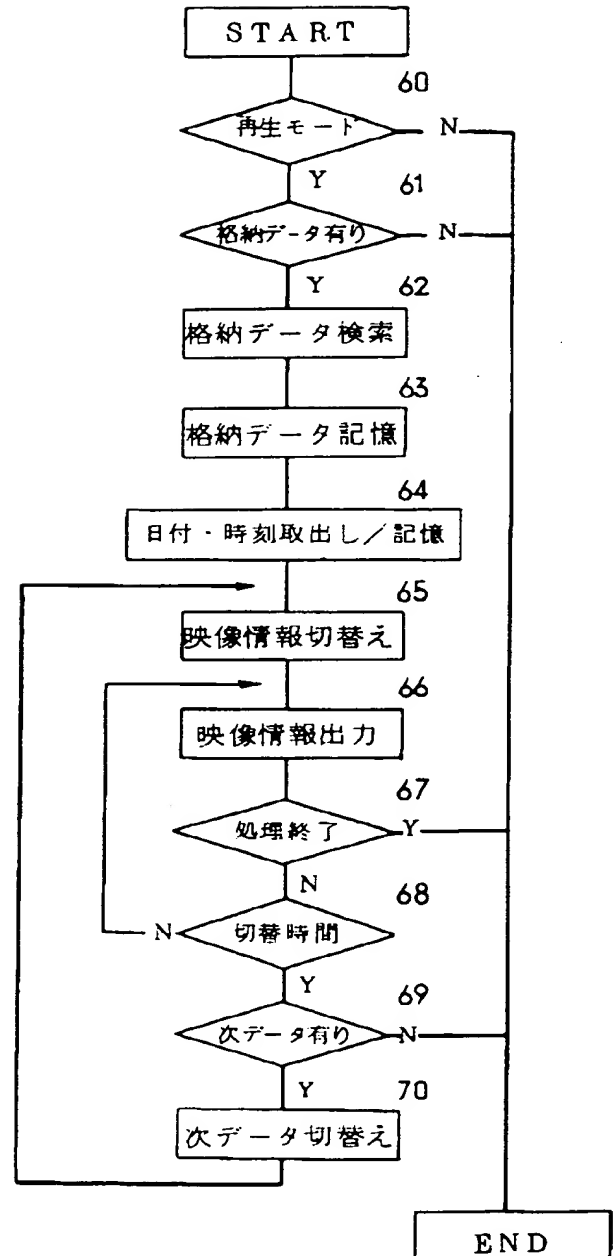 START
60
再生モード N
Y 61
格納データ有り N
Y 62
格納データ検索
63
格納データ記憶
64
日付・時刻取出し/記憶
65
映像情報切替え
66
映像情報出力
67
処理終了 Y
N 68
N 切替時間
Y 69
次データ有り N
Y 70
次データ切替え
END